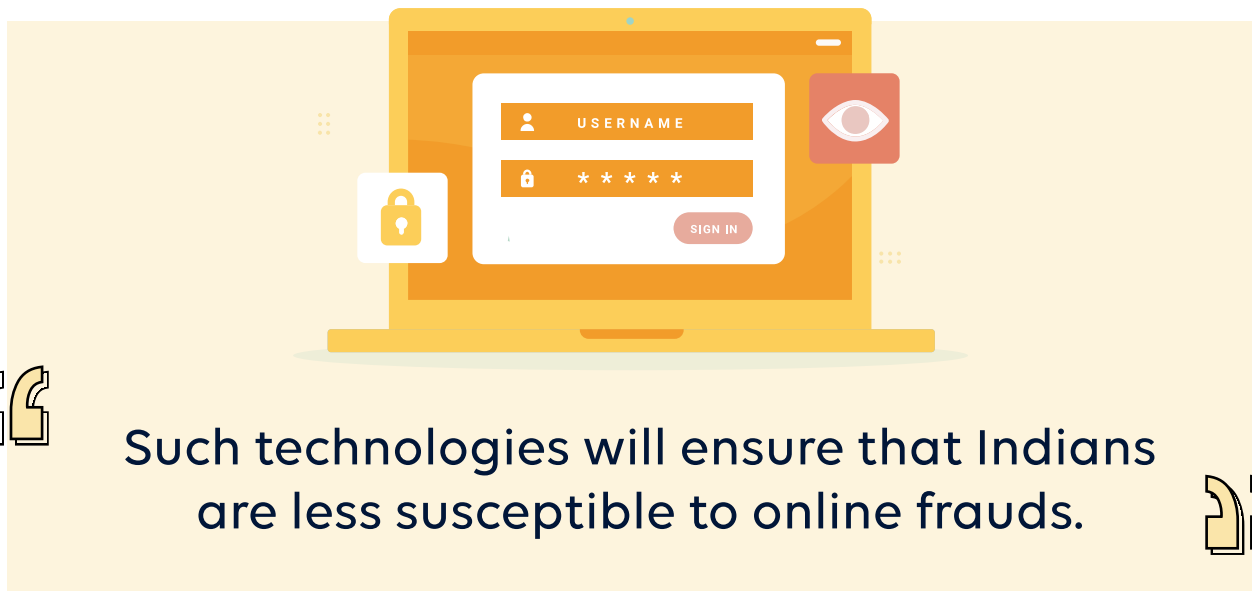 USERNAME
*****
SIGN IN
“
Such technologies will ensure that Indians
are less susceptible to online frauds.
”